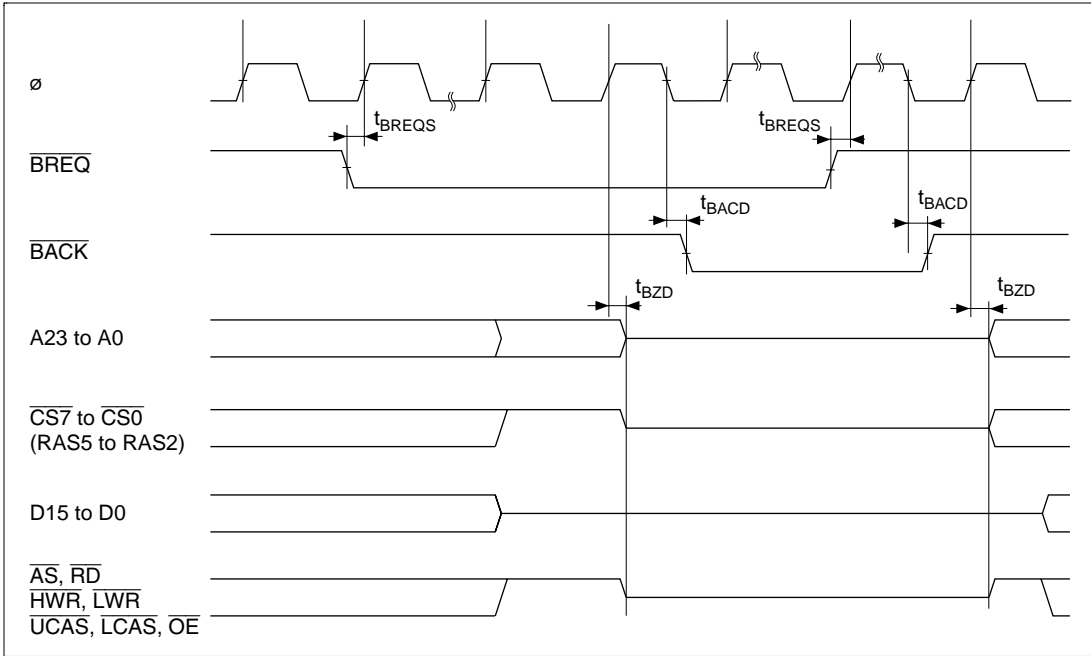 ø
tBREQS
tBREQS
BREQ
tBACD
tBACD
BACK
tBZD
tBZD
A23 to A0
CS7 to CS0
(RAS5 to RAS2)
D15 to D0
AS, RD
HWR, LWR
UCAS, LCAS, OE